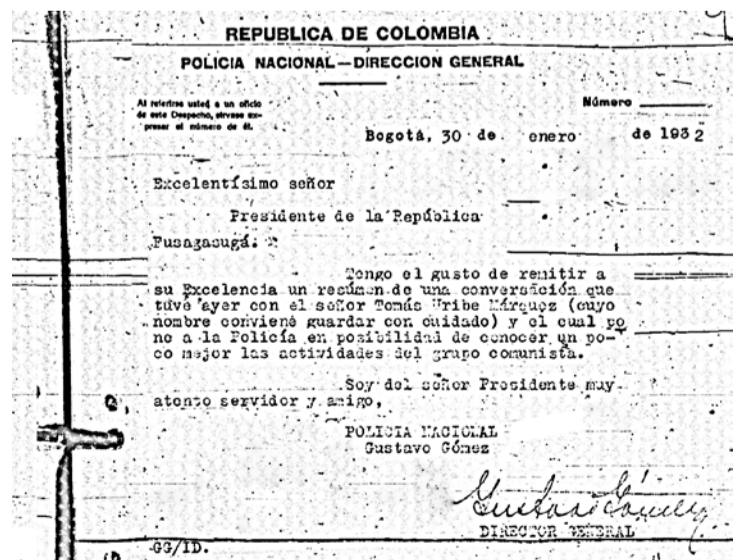 REPUBLICA DE COLOMBIA
POLICIA NACIONAL—DIRECCION GENERAL
Al referirse usted a un oficio
de este Despacho, sírvase ex-
presar el número de él.
Número
Bogotá, 30 de enero de 1932
Excelentísimo señor
Presidente de la República
Fusagasugá.
Tengo el gusto de remitir a
su Excelencia un resúmen de una conversación que
tuve ayer con el señor Tomás Uribe Márquez (cuyo
nombre conviene guardar con cuidado) y el cual po
ne a la Policía en posibilidad de conocer un po-
co mejor las actividades del grupo comunista.
Soy del señor Presidente muy
atento servidor y amigo,
POLICIA NACIONAL
Gustavo Gómez
Gustavo Gómez
DIRECTOR GENERAL
GG/ID.